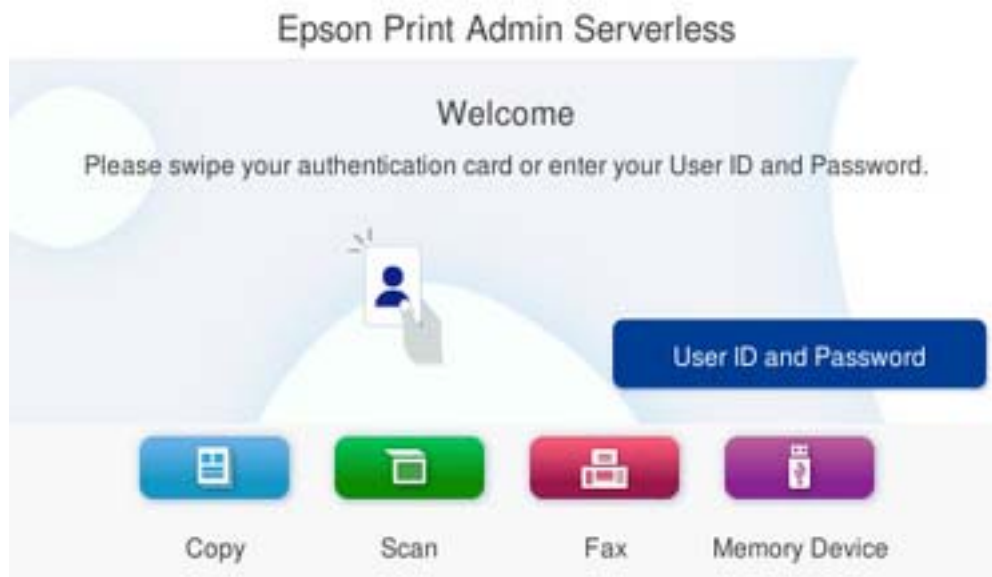 Epson Print Admin Serverless
Welcome
Please swipe your authentication card or enter your User ID and Password.
User ID and Password
Copy Scan Fax Memory Device